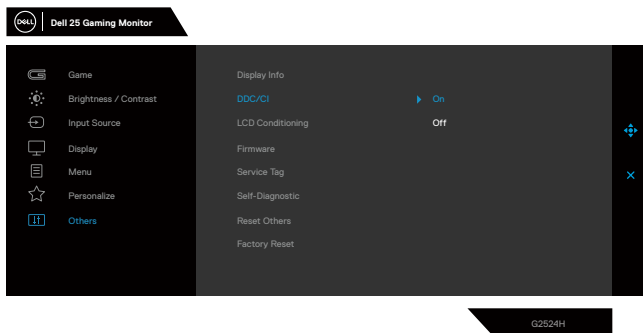 DELL
Dell 25 Gaming Monitor
Game
Display Info
Brightness / Contrast
DDC/CI
On
Input Source
LCD Conditioning
Off
Display
Firmware
Menu
Service Tag
Personalize
Self-Diagnostic
Others
Reset Others
Factory Reset
G2524H